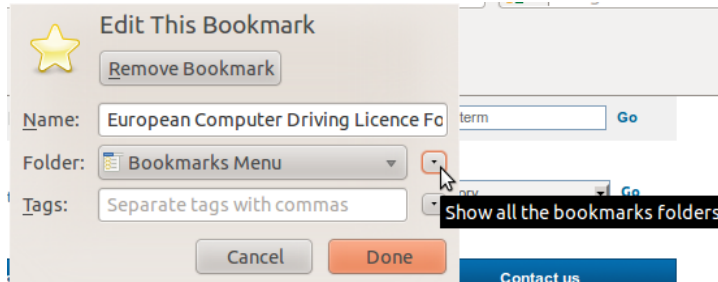 Edit This Bookmark
Remove Bookmark
Name: European Computer Driving Licence Fo
term Go
Folder: Bookmarks Menu
Go
Tags: Separate tags with commas
Show all the bookmarks folders
Cancel Done
Contact us